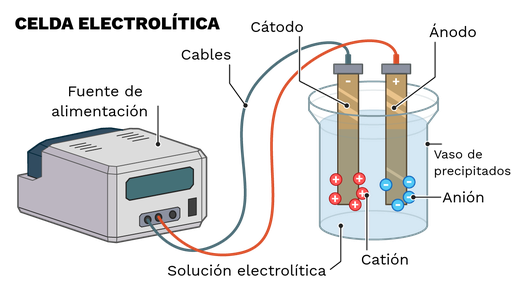 CELDA ELECTROLÍTICA
Cátodo
Ánodo
Cables
Fuente de
alimentación
-
+
Vaso de
precipitados
Anión
Catión
Solución electrolítica
+
+
+
+
+
-
-
-
-